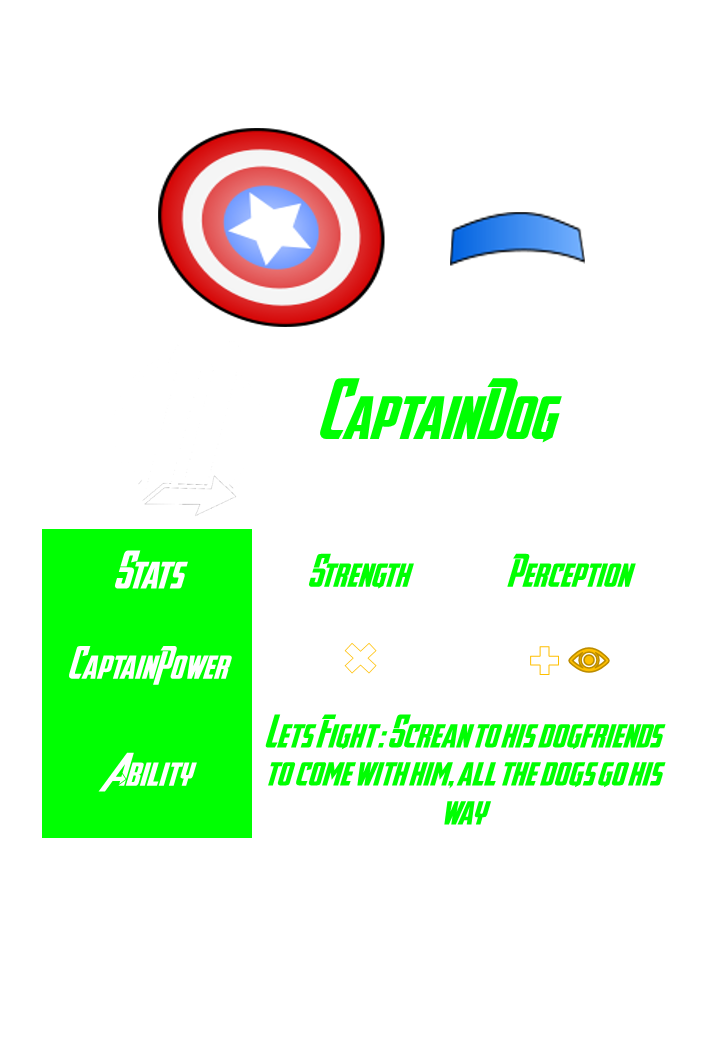 CaptainDog
Stats Strength Perception
CaptainPower
Lets Fight : Screan to his dogfriends
Ability to come with him, all the dogs go his
way